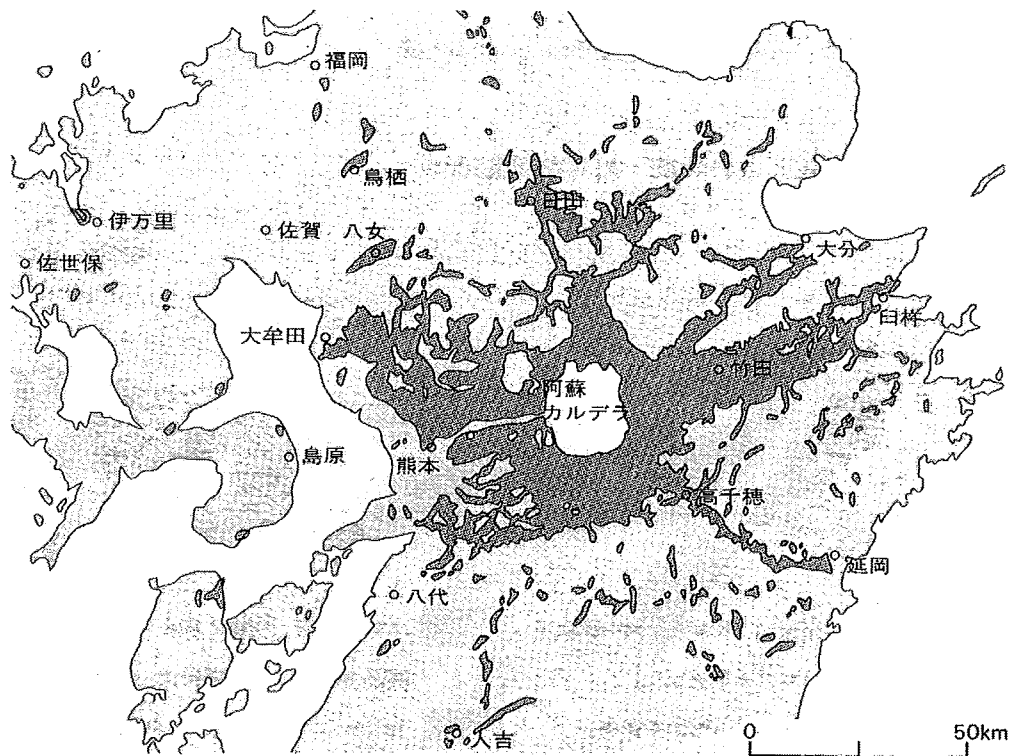 福岡
鳥栖
日田
伊万里
佐賀
八女
大分
佐世保
臼杵
大牟田
竹田
阿蘇
カルデラ
島原
熊本
高千穂
延岡
八代
人吉
0 50km